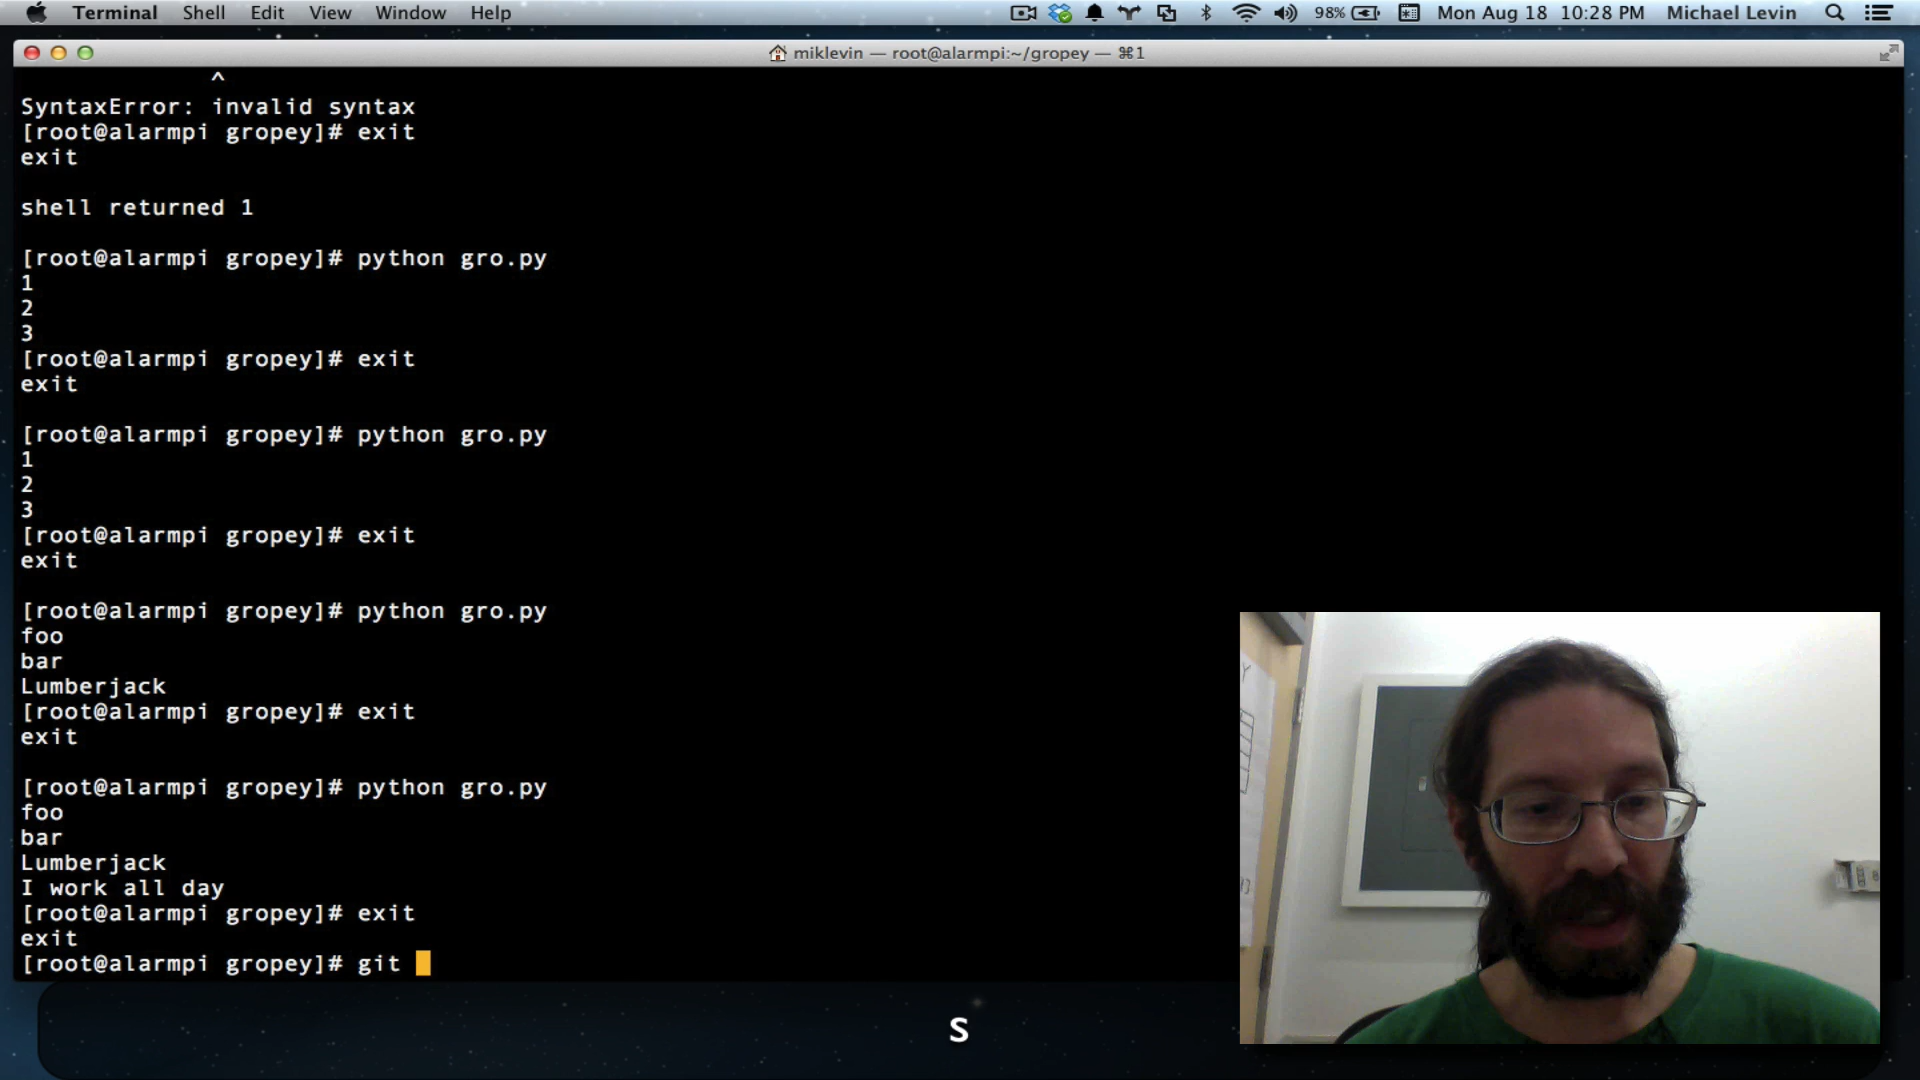 Terminal Shell Edit View Window Help 98% Mon Aug 18 10:28 PM Michael Levin
miklevin — root@alarmpi:~/gropey — ⌘1
^
SyntaxError: invalid syntax
[root@alarmpi gropey]# exit
exit
shell returned 1
[root@alarmpi gropey]# python gro.py
1
2
3
[root@alarmpi gropey]# exit
exit
[root@alarmpi gropey]# python gro.py
1
2
3
[root@alarmpi gropey]# exit
exit
[root@alarmpi gropey]# python gro.py
foo
bar
Lumberjack
[root@alarmpi gropey]# exit
exit
[root@alarmpi gropey]# python gro.py
foo
bar
Lumberjack
I work all day
[root@alarmpi gropey]# exit
exit
[root@alarmpi gropey]# git
s